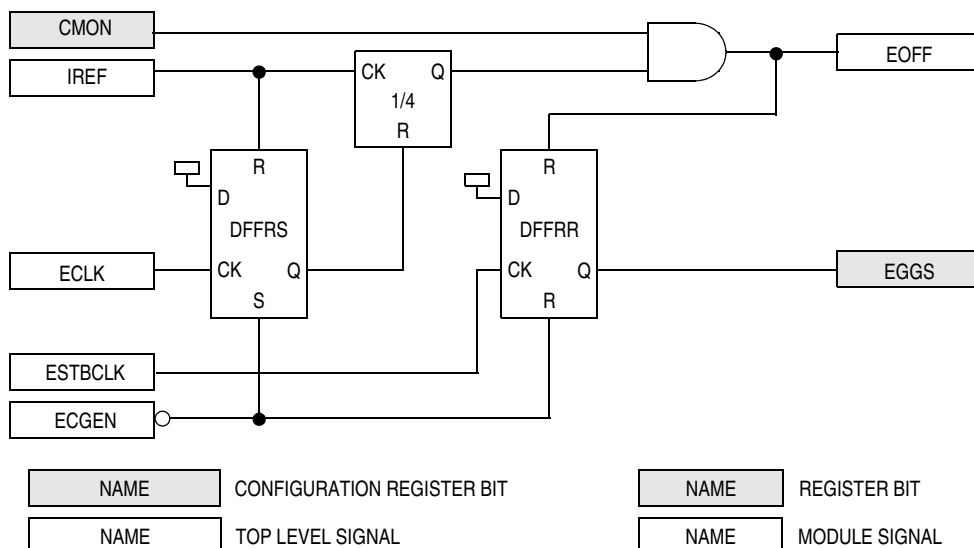 CMON
EOFF
IREF
CK Q
1/4
R
R
D
DFFRS
CK Q
S
R
D
DFFRR
CK Q
R
ECLK
EGGS
ESTBCLK
ECGEN
NAME CONFIGURATION REGISTER BIT
NAME REGISTER BIT
NAME TOP LEVEL SIGNAL
NAME MODULE SIGNAL